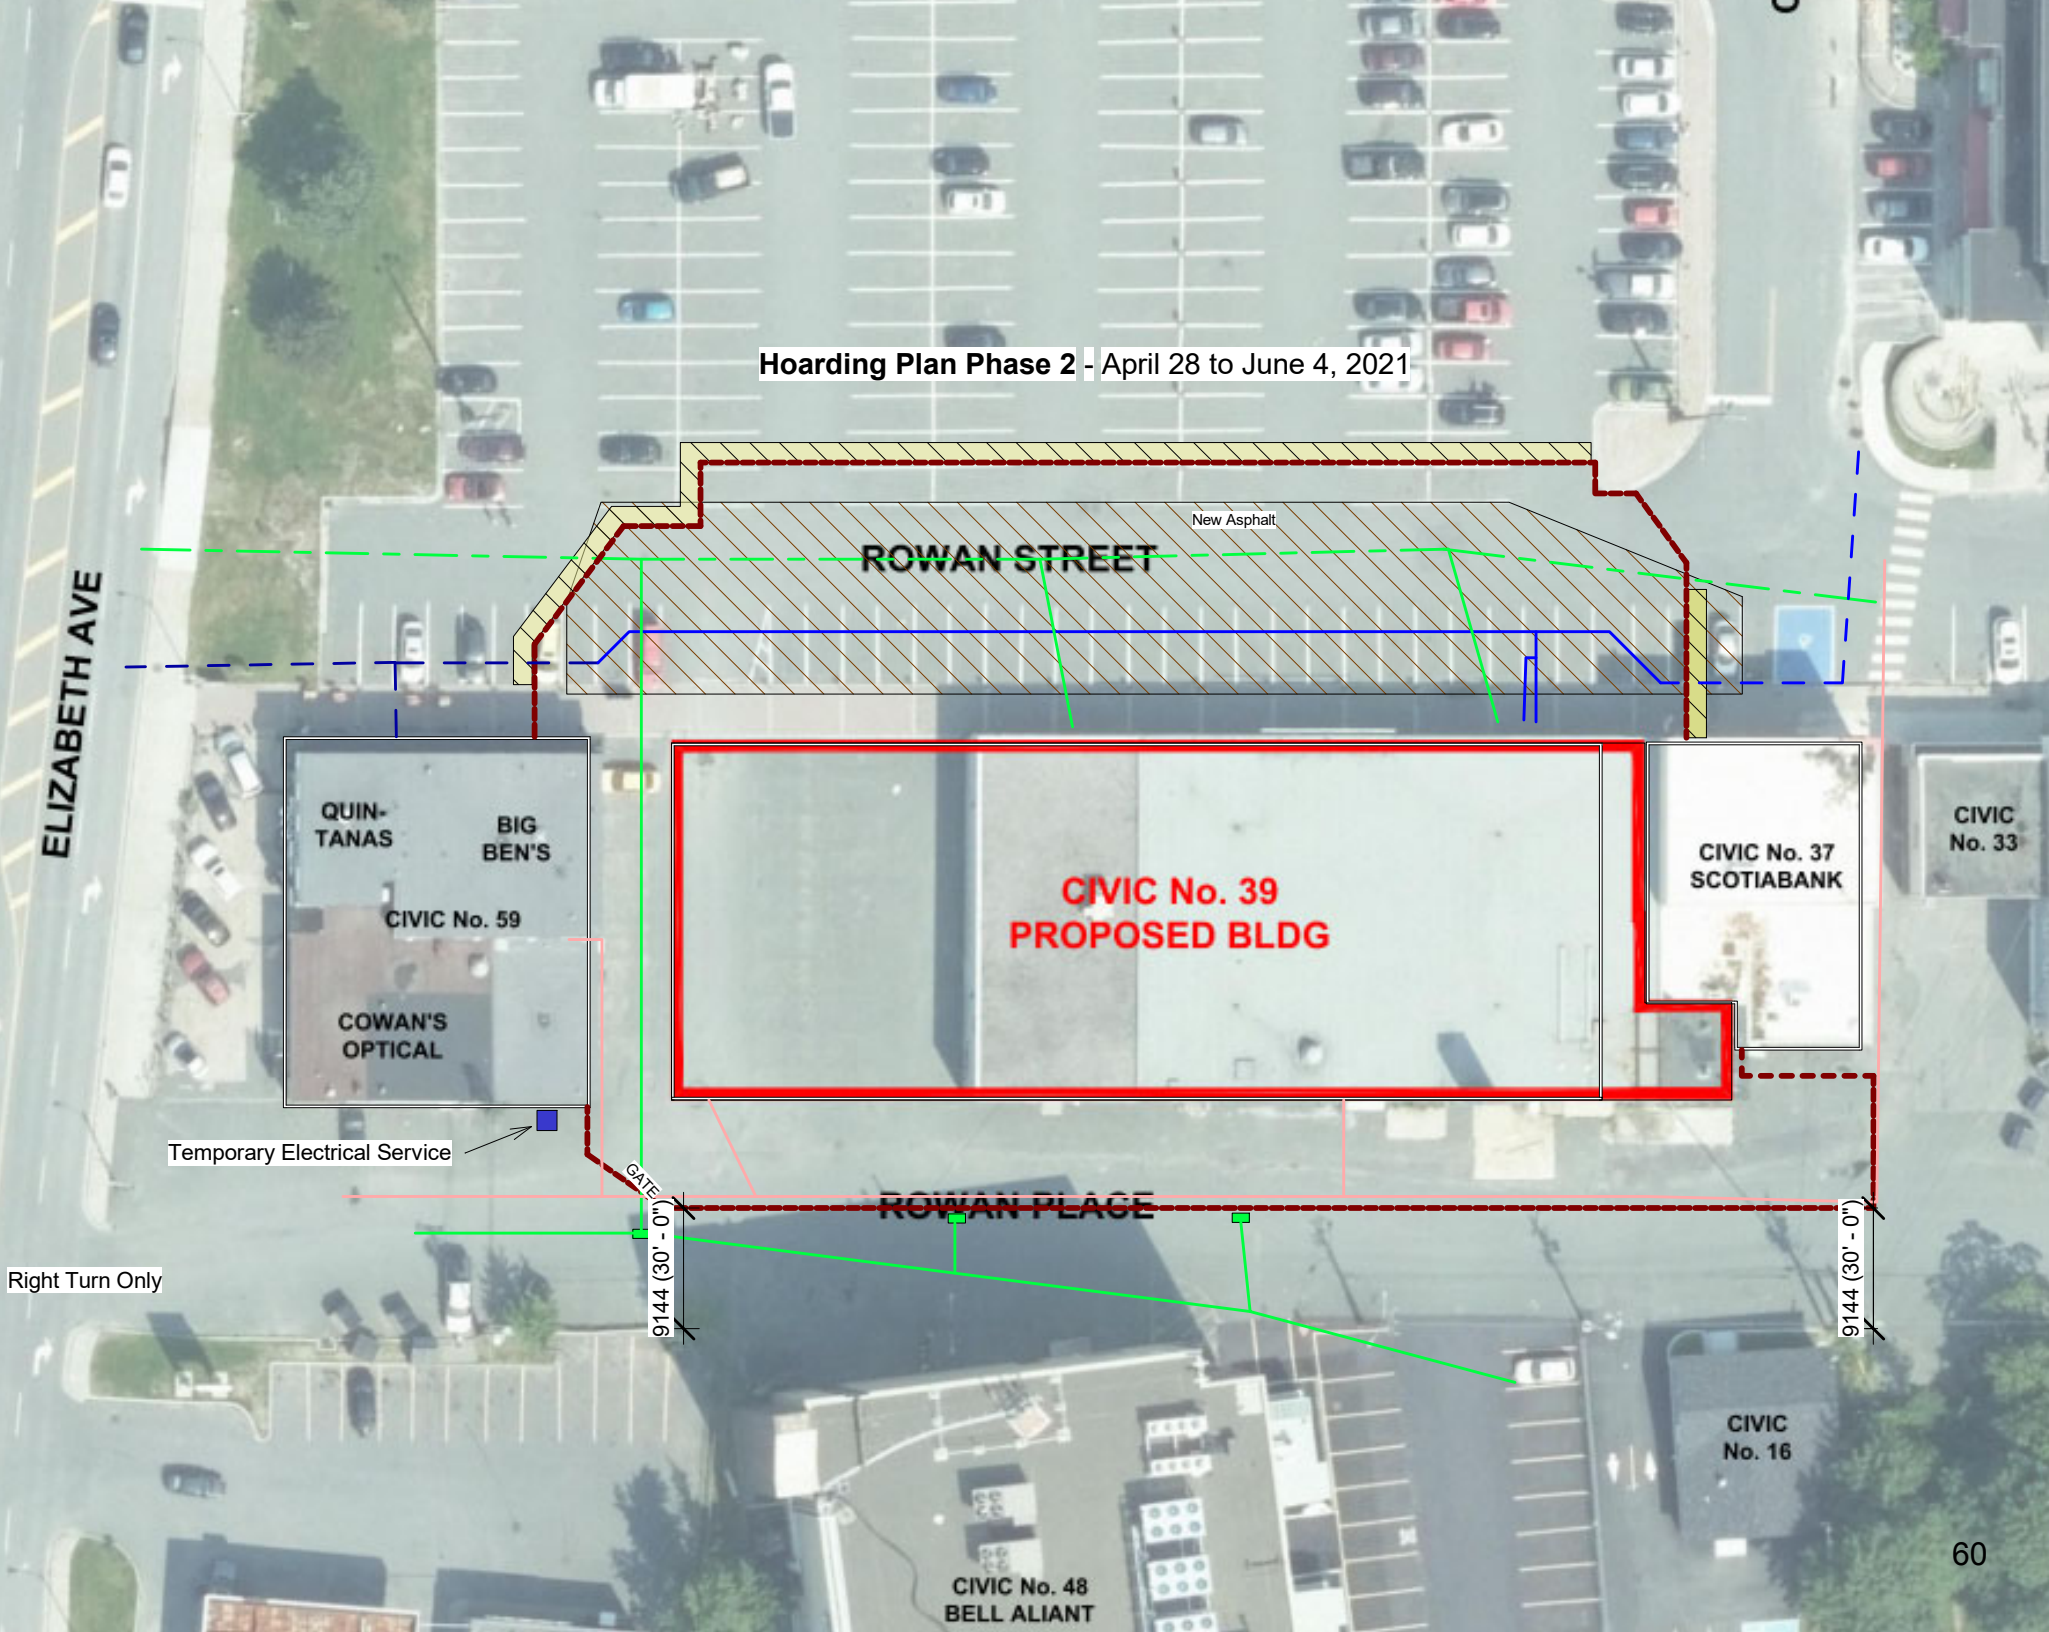 Hoarding Plan Phase 2 - April 28 to June 4, 2021
New Asphalt
ROWAN STREET
ELIZABETH AVE
QUIN-
TANAS
BIG
BEN'S
CIVIC No. 59
COWAN'S
OPTICAL
CIVIC No. 39
PROPOSED BLDG
CIVIC No. 37
SCOTIABANK
CIVIC
No. 33
Temporary Electrical Service
GATE
ROWAN PLACE
9144 (30' - 0")
9144 (30' - 0")
Right Turn Only
CIVIC
No. 16
CIVIC No. 48
BELL ALIANT
60